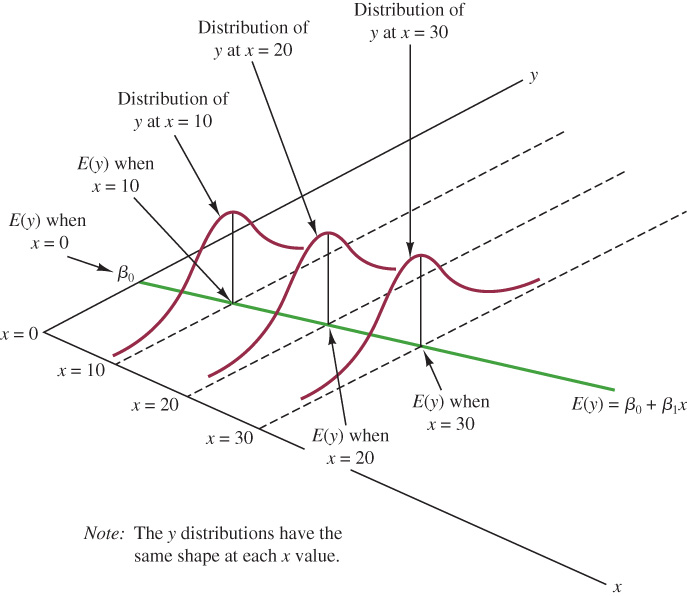 Distribution of
y at x = 30
Distribution of
y at x = 20
y
Distribution of
y at x = 10
E(y) when
x = 10
E(y) when
x = 0
β₀
x = 0
x = 10
x = 20
x = 30
E(y) when
x = 20
E(y) when
x = 30
E(y) = β₀ + β₁x
Note: The y distributions have the
same shape at each x value.
x